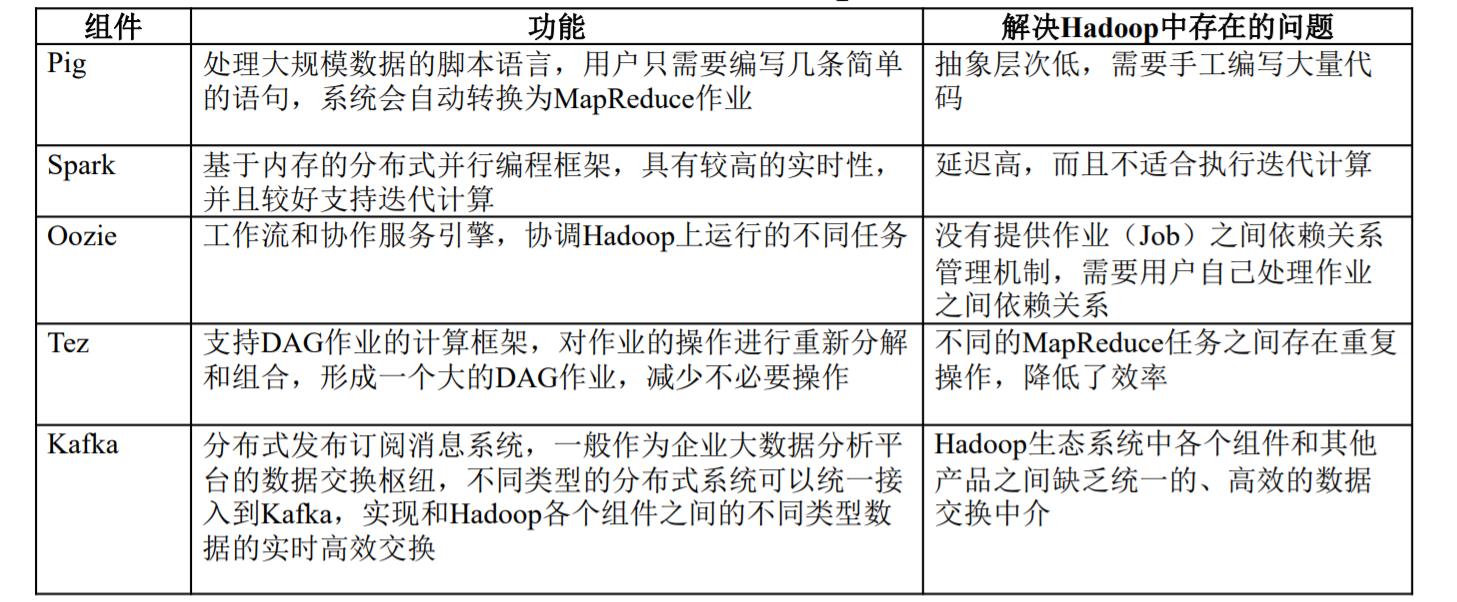 组件
功能
解决Hadoop中存在的问题
Pig
处理大规模数据的脚本语言，用户只需要编写几条简单
的语句，系统会自动转换为MapReduce作业
抽象层次低，需要手工编写大量代
码
Spark
基于内存的分布式并行编程框架，具有较高的实时性，
并且较好支持迭代计算
延迟高，而且不适合执行迭代计算
Oozie
工作流和协作服务引擎，协调Hadoop上运行的不同任务
没有提供作业（Job）之间依赖关系
管理机制，需要用户自己处理作业
之间依赖关系
Tez
支持DAG作业的计算框架，对作业的操作进行重新分解
和组合，形成一个大的DAG作业，减少不必要操作
不同的MapReduce任务之间存在重复
操作，降低了效率
Kafka
分布式发布订阅消息系统，一般作为企业大数据分析平
台的数据交换枢纽，不同类型的分布式系统可以统一接
入到Kafka，实现和Hadoop各个组件之间的不同类型数
据的实时高效交换
Hadoop生态系统中各个组件和其他
产品之间缺乏统一的、高效的数据
交换中介